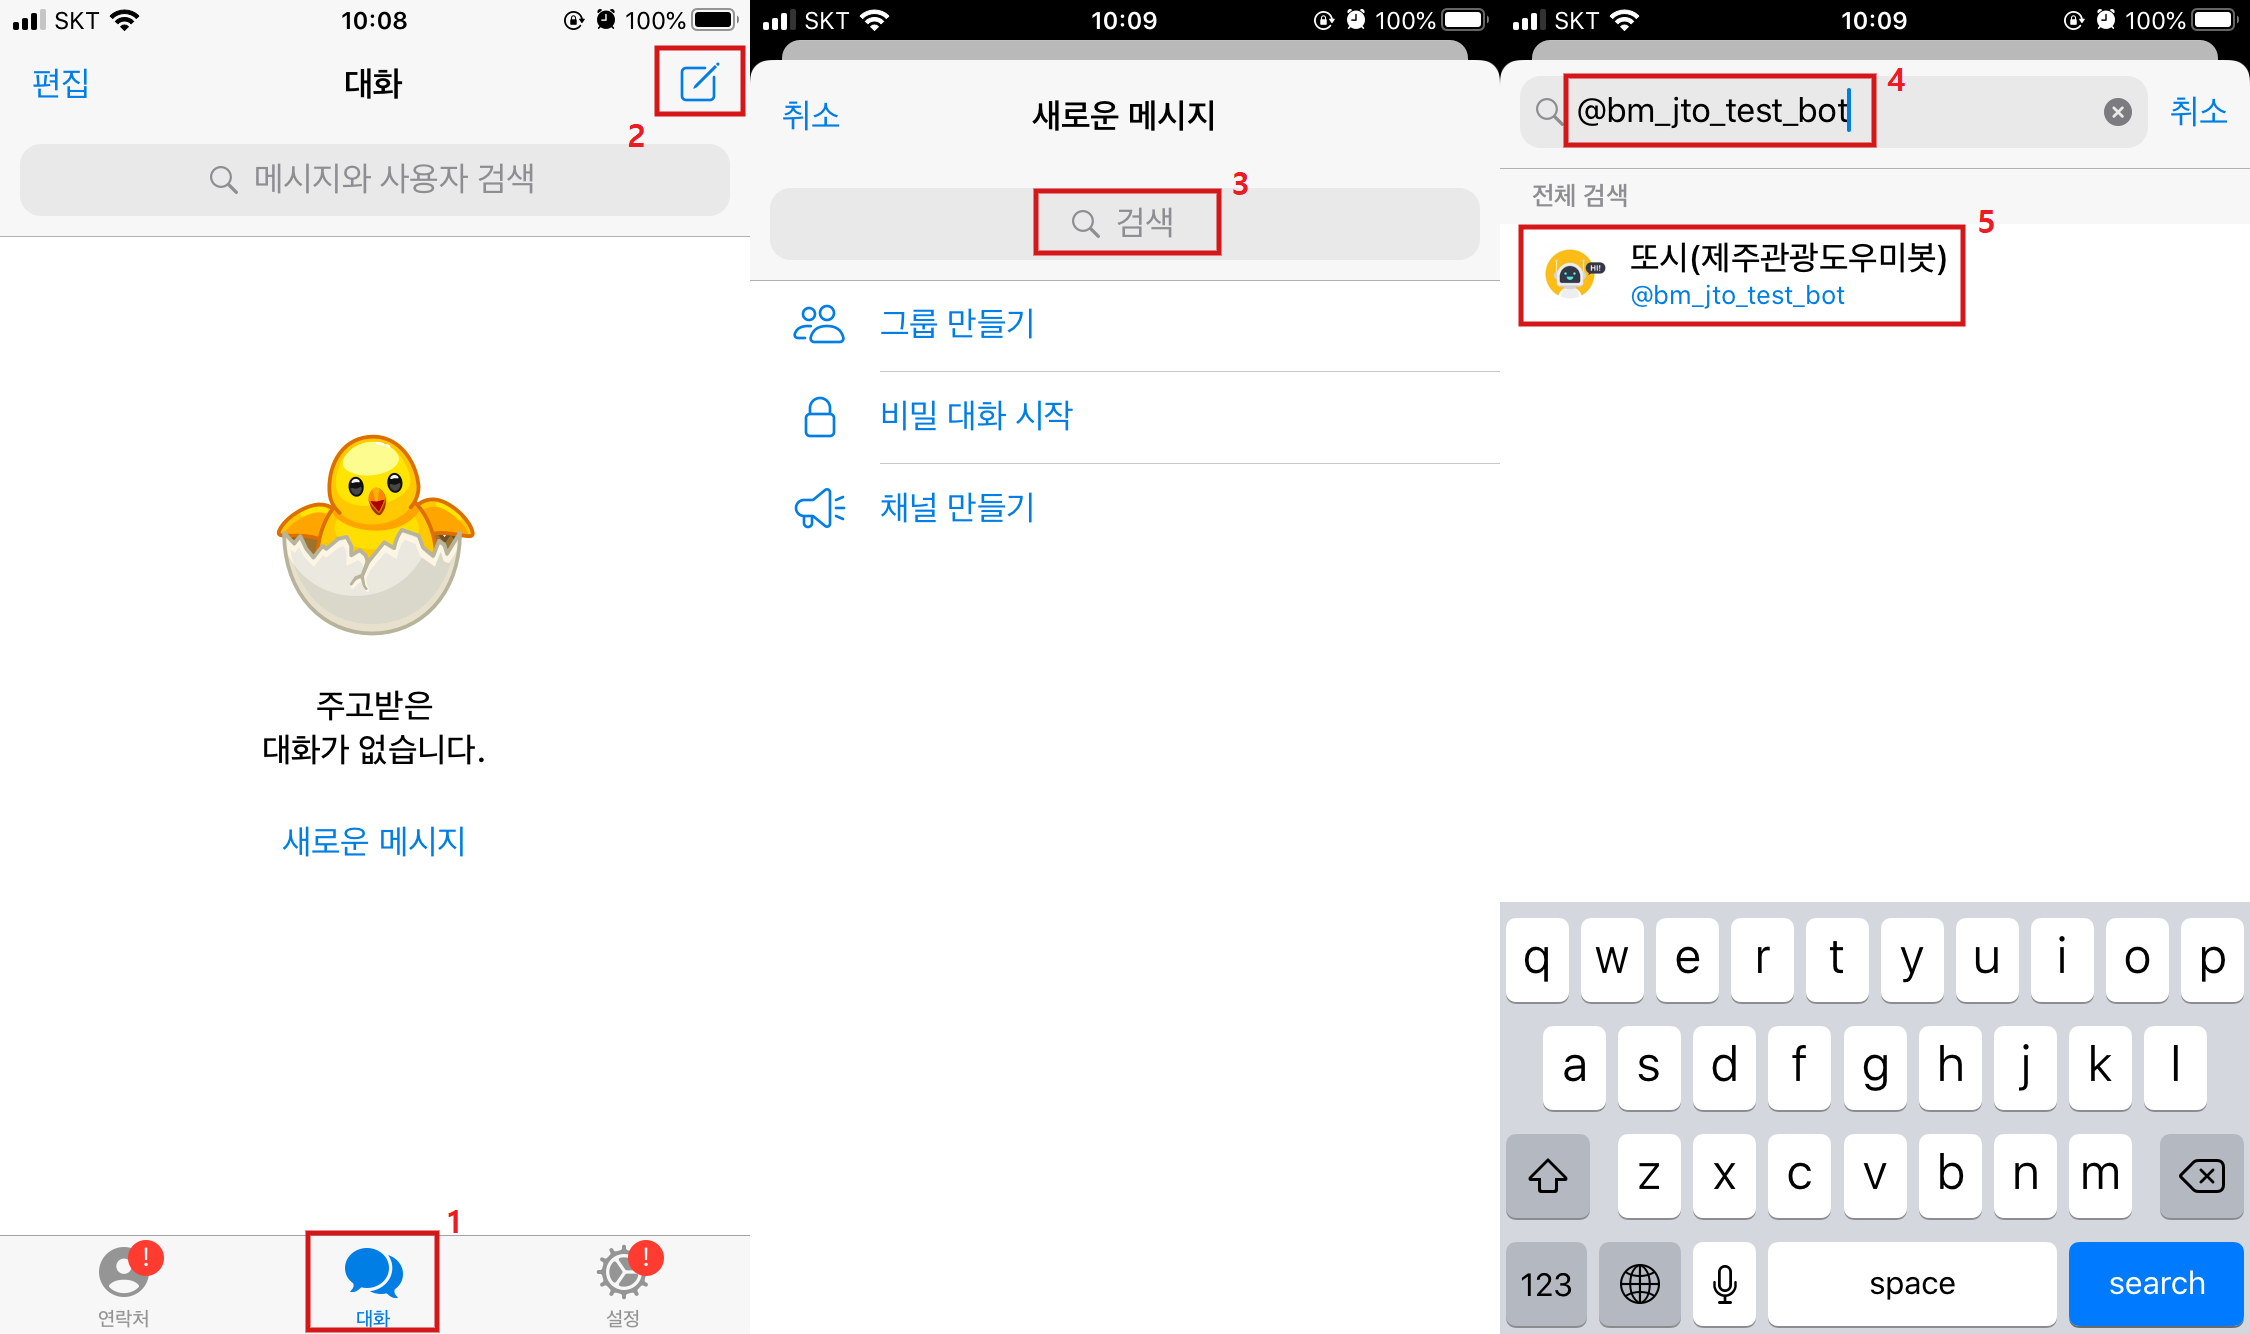 SKT 10:08 100%
편집 대화
2
메시지와 사용자 검색
주고받은
대화가 없습니다.
새로운 메시지
1
! !
연락처 대화 설정
SKT 10:09 100%
취소 새로운 메시지
3
검색
그룹 만들기
비밀 대화 시작
채널 만들기
SKT 10:09 100%
4
@bm_jto_test_bot 취소
전체 검색
5
HI!
또시(제주관광도우미봇)
@bm_jto_test_bot
q w e r t y u i o p
a s d f g h j k l
z x c v b n m
123 space search